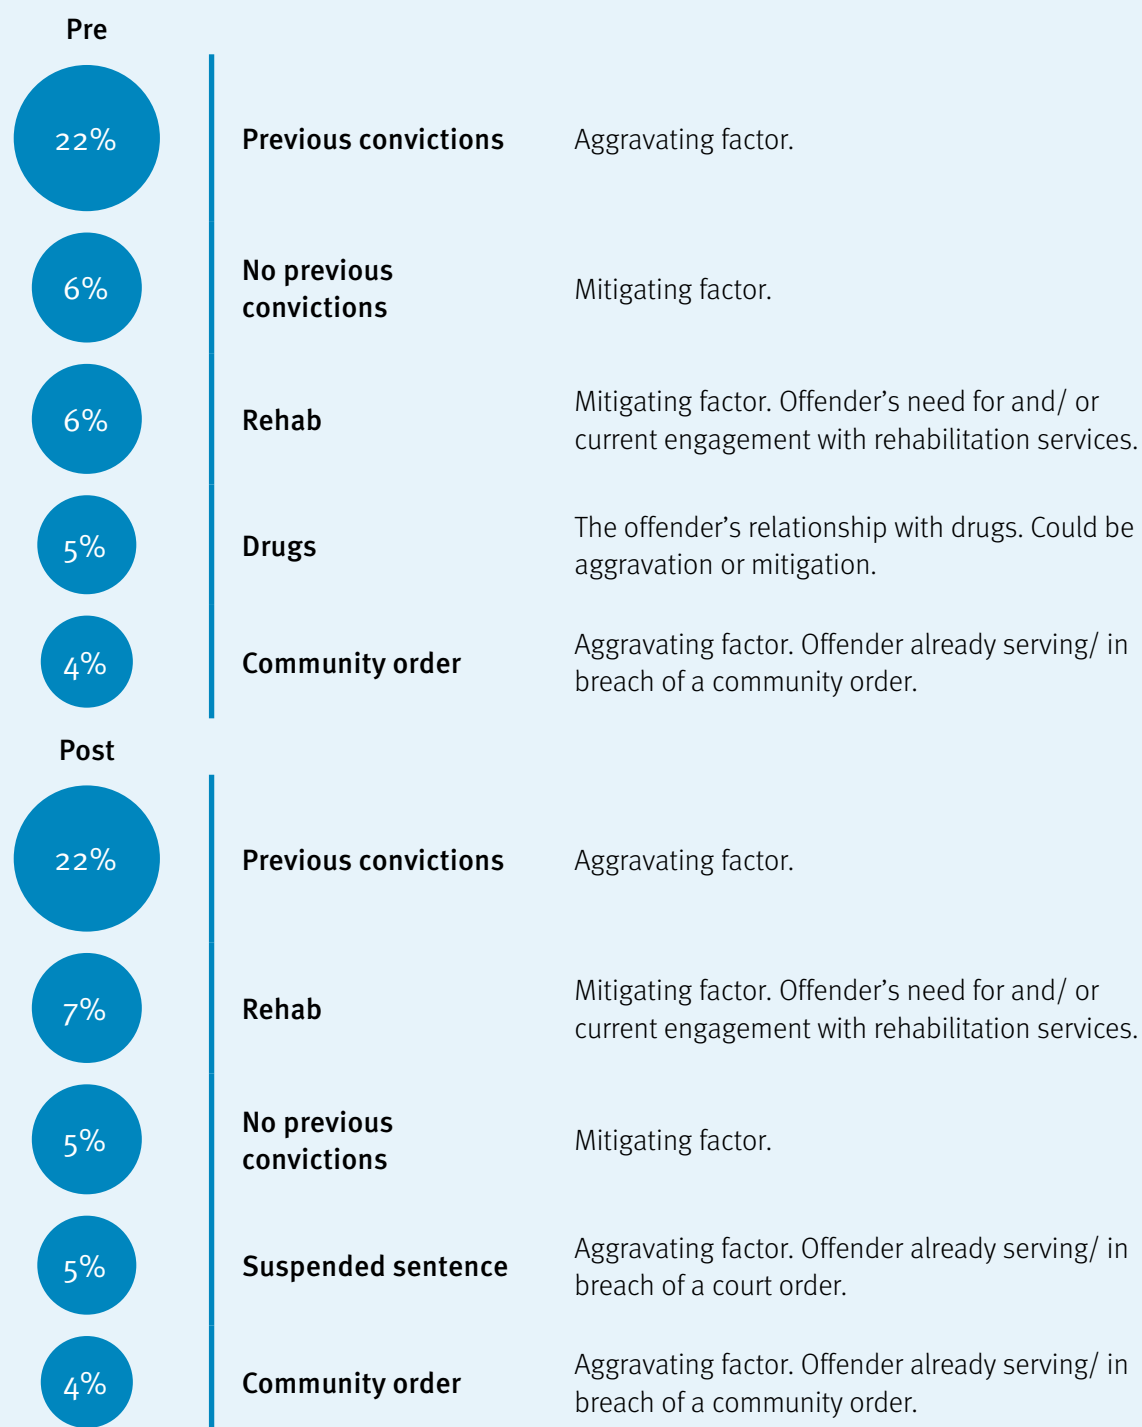 Pre
22%
Previous convictions
Aggravating factor.
6%
No previous
convictions
Mitigating factor.
6%
Rehab
Mitigating factor. Offender’s need for and/ or
current engagement with rehabilitation services.
5%
Drugs
The offender’s relationship with drugs. Could be
aggravation or mitigation.
4%
Community order
Aggravating factor. Offender already serving/ in
breach of a community order.
Post
22%
Previous convictions
Aggravating factor.
7%
Rehab
Mitigating factor. Offender’s need for and/ or
current engagement with rehabilitation services.
5%
No previous
convictions
Mitigating factor.
5%
Suspended sentence
Aggravating factor. Offender already serving/ in
breach of a court order.
4%
Community order
Aggravating factor. Offender already serving/ in
breach of a community order.